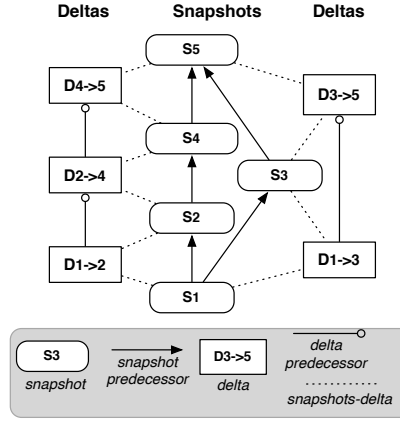 Deltas Snapshots Deltas
S5
D4->5
D3->5
S4
D2->4
S3
S2
D1->2
D1->3
S1
S3
snapshot
snapshot
predecessor
D3->5
delta
delta
predecessor
snapshots-delta